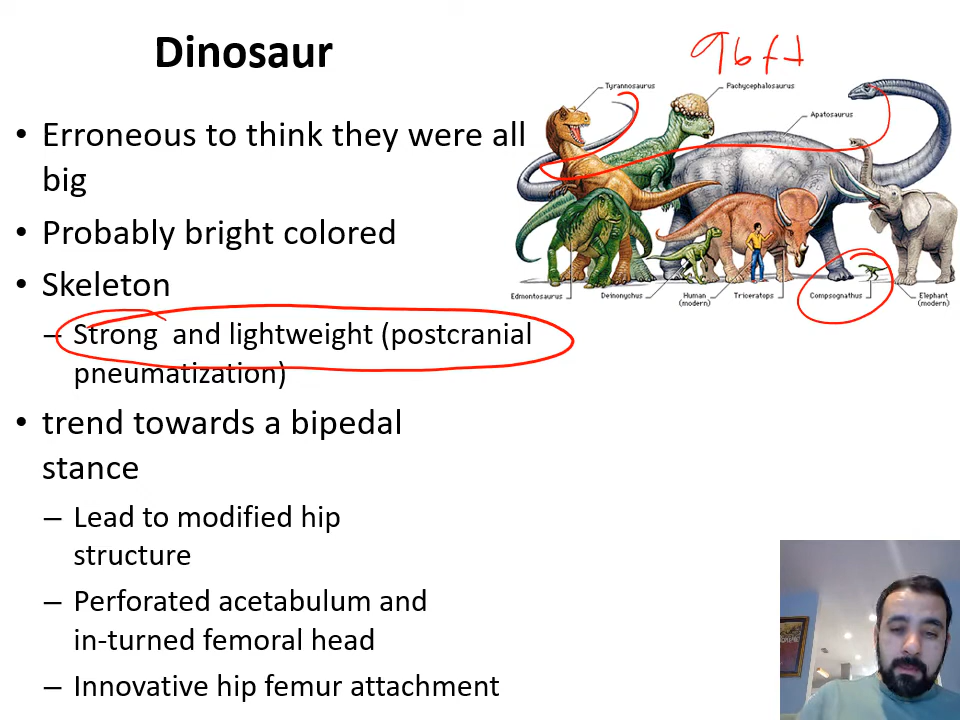 Dinosaur
96 ft
Tyrannosaurus
Pachycephalosaurus
Apatosaurus
• Erroneous to think they were all
big
• Probably bright colored
• Skeleton
– Strong and lightweight (postcranial
pneumatization)
• trend towards a bipedal
stance
– Lead to modified hip
structure
– Perforated acetabulum and
in-turned femoral head
– Innovative hip femur attachment
Edmontosaurus
Deinonychus
Human
(modern)
Triceratops
Compsognathus
Elephant
(modern)